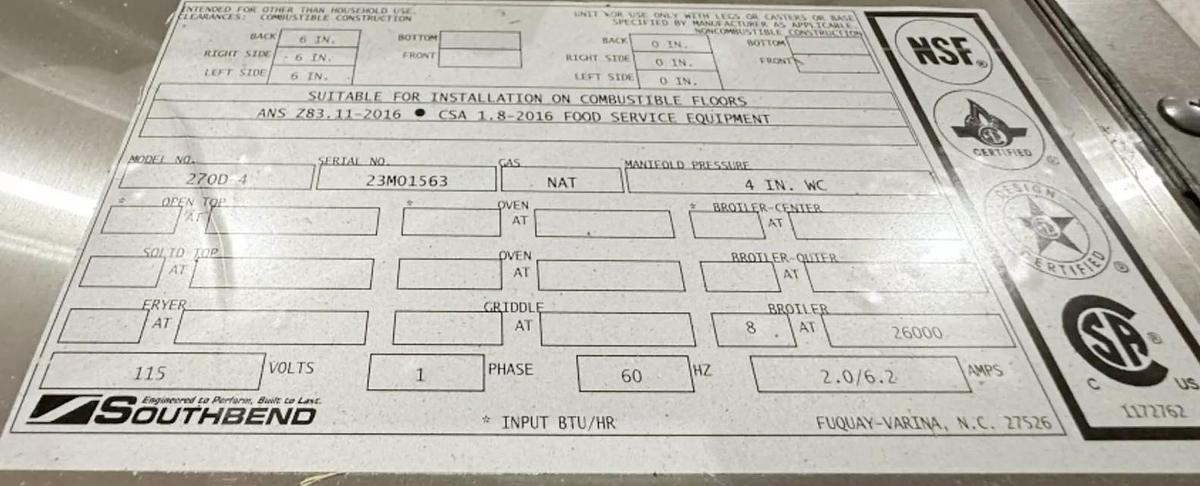 INTENDED FOR OTHER THAN HOUSEHOLD USE.
CLEARANCES: COMBUSTIBLE CONSTRUCTION
BACK 6 IN. BOTTOM
RIGHT SIDE 6 IN. FRONT
LEFT SIDE 6 IN.
UNIT FOR USE ONLY WITH LEGS OR CASTERS OR BASE
SPECIFIED BY MANUFACTURER AS APPLICABLE.
NONCOMBUSTIBLE CONSTRUCTION
BACK 0 IN. BOTTOM
RIGHT SIDE 0 IN. FRONT
LEFT SIDE 0 IN.
SUITABLE FOR INSTALLATION ON COMBUSTIBLE FLOORS
ANS Z83.11-2016 ● CSA 1.8-2016 FOOD SERVICE EQUIPMENT
MODEL NO. SERIAL NO. GAS MANIFOLD PRESSURE
270D-4 23M01563 NAT 4 IN. WC
* OPEN TOP * OVEN * BROILER-CENTER
AT AT AT
SOLID TOP OVEN BROILER-OUTER
AT AT AT
FRYER GRIDDLE BROILER
AT AT 8 AT 26000
115 VOLTS 1 PHASE 60 HZ 2.0/6.2 AMPS
Engineered to Perform, Built to Last.
SOUTHBEND
* INPUT BTU/HR
FUQUAY-VARINA, N.C. 27526
NSF®
CERTIFIED ®
DESIGN
CERTIFIED ®
CSA ®
C US
1172762